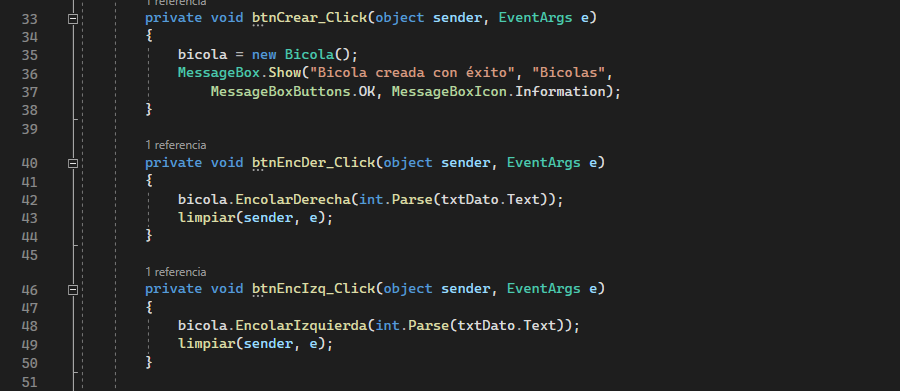 1 referencia
33 private void btnCrear_Click(object sender, EventArgs e)
34 {
35 bicola = new Bicola();
36 MessageBox.Show("Bicola creada con éxito", "Bicolas",
37 MessageBoxButtons.OK, MessageBoxIcon.Information);
38 }
39
1 referencia
40 private void btnEncDer_Click(object sender, EventArgs e)
41 {
42 bicola.EncolarDerecha(int.Parse(txtDato.Text));
43 limpiar(sender, e);
44 }
45
1 referencia
46 private void btnEncIzq_Click(object sender, EventArgs e)
47 {
48 bicola.EncolarIzquierda(int.Parse(txtDato.Text));
49 limpiar(sender, e);
50 }
51